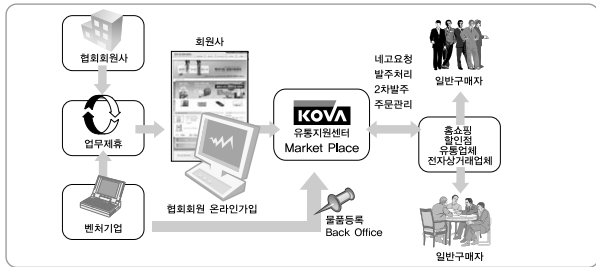 협회회원사
업무제휴
벤처기업
회원사
협회회원 온라인가입
KOVA
유통지원센터
Market Place
물품등록
Back Office
네고요청
발주처리
2차발주
주문관리
일반구매자
홈쇼핑
할인점
유통업체
전자상거래업체
일반구매자